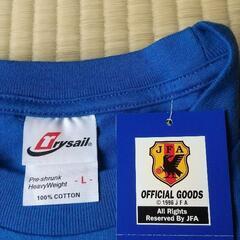 Trysail
Pre-shrunk
HeavyWeight
- L -
100% COTTON
JFA
OFFICIAL GOODS
© 1996 J F A
All Rights
Reserved By JFA